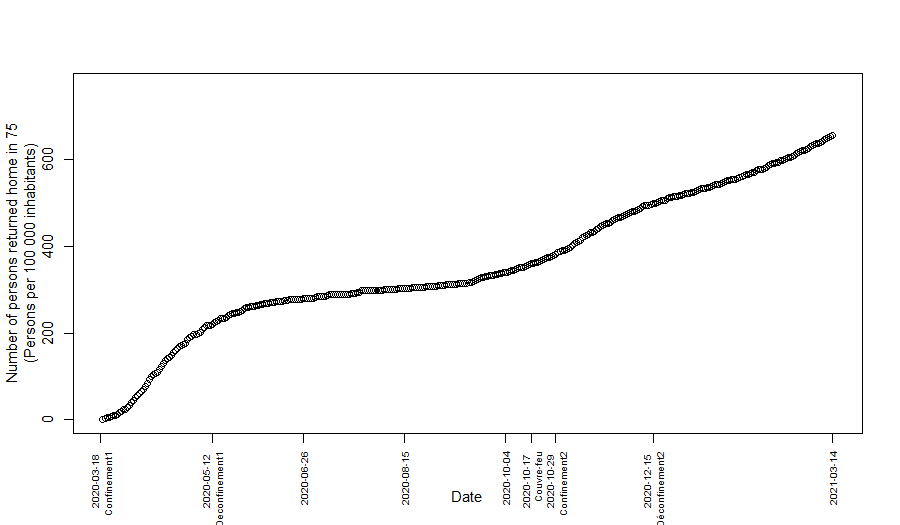 Number of persons returned home in 75
(Persons per 100 000 inhabitants)
600
400
200
0
2020-03-18
Confinement1
2020-05-12
Deconfinement1
2020-06-26
2020-08-15
2020-10-04
2020-10-17
Couvre-feu
2020-10-29
Confinement2
2020-12-15
Déconfinement2
2021-03-14
Date